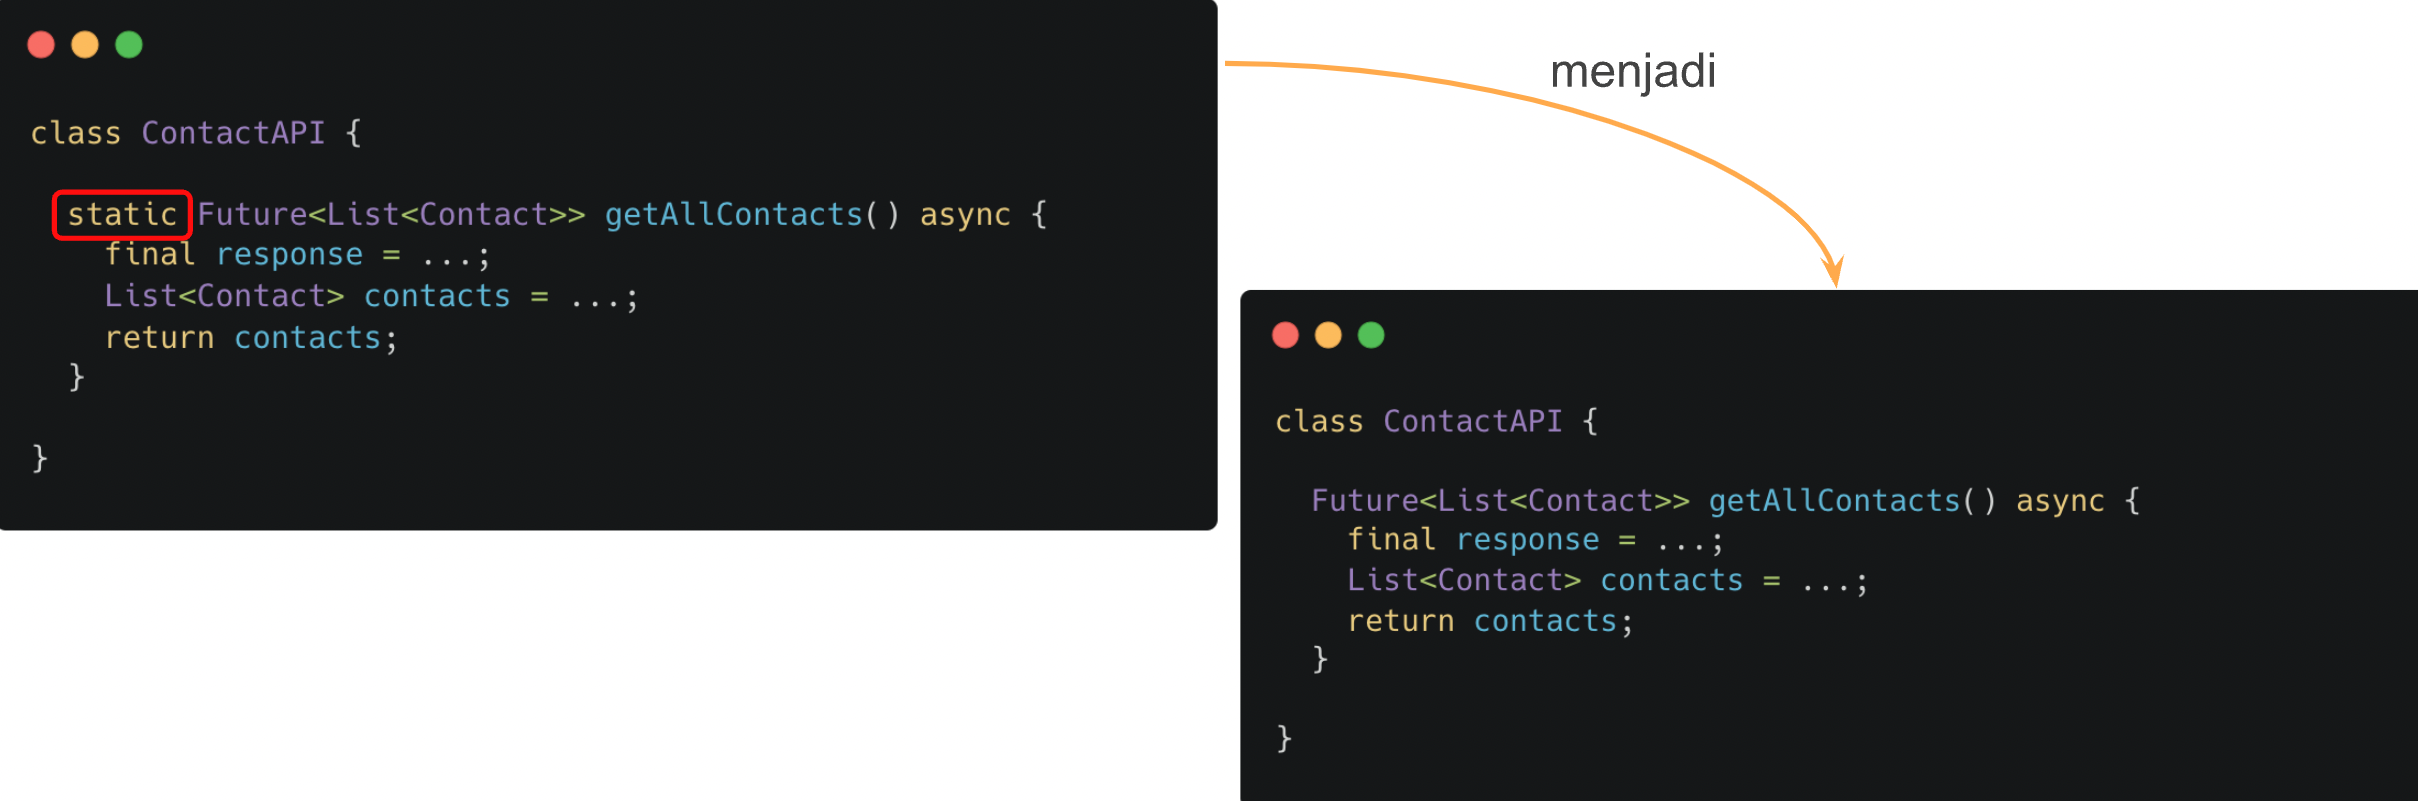 class ContactAPI {
static Future<List<Contact>> getAllContacts() async {
final response = ...;
List<Contact> contacts = ...;
return contacts;
}
}
menjadi
class ContactAPI {
Future<List<Contact>> getAllContacts() async {
final response = ...;
List<Contact> contacts = ...;
return contacts;
}
}